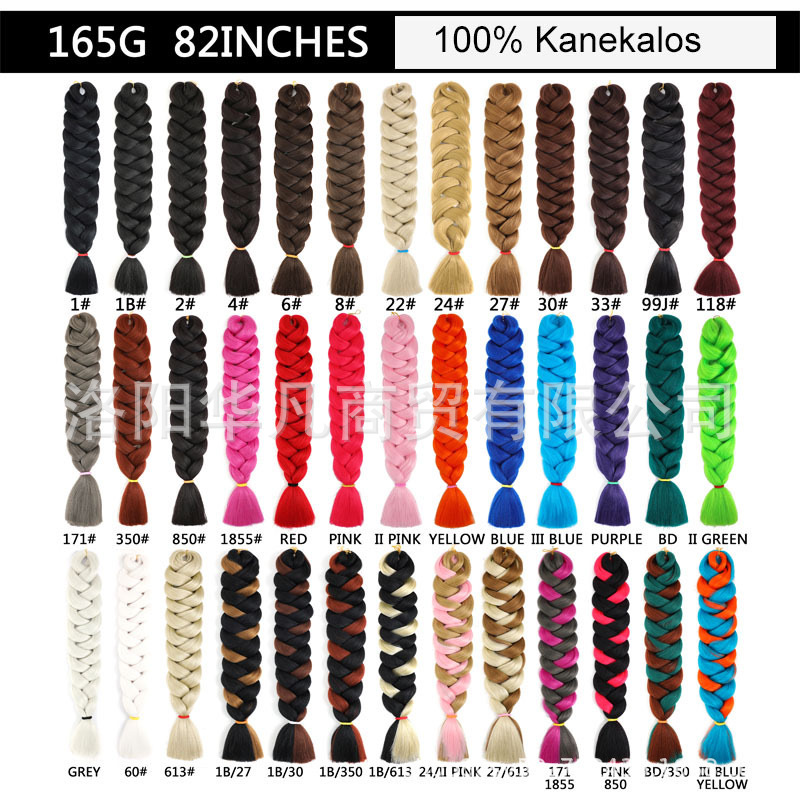 165G 82INCHES 100% Kanekalos
1# 1B# 2# 4# 6# 8# 22# 24# 27# 30# 33# 99J# 118#
洛阳华凡商贸有限公司
171# 350# 850# 1855# RED PINK II PINK YELLOW BLUE III BLUE PURPLE BD II GREEN
GREY 60# 613# 1B/27 1B/30 1B/350 1B/613 24/II PINK 27/613 171 1855 PINK 850 BD/350 II BLUE YELLOW